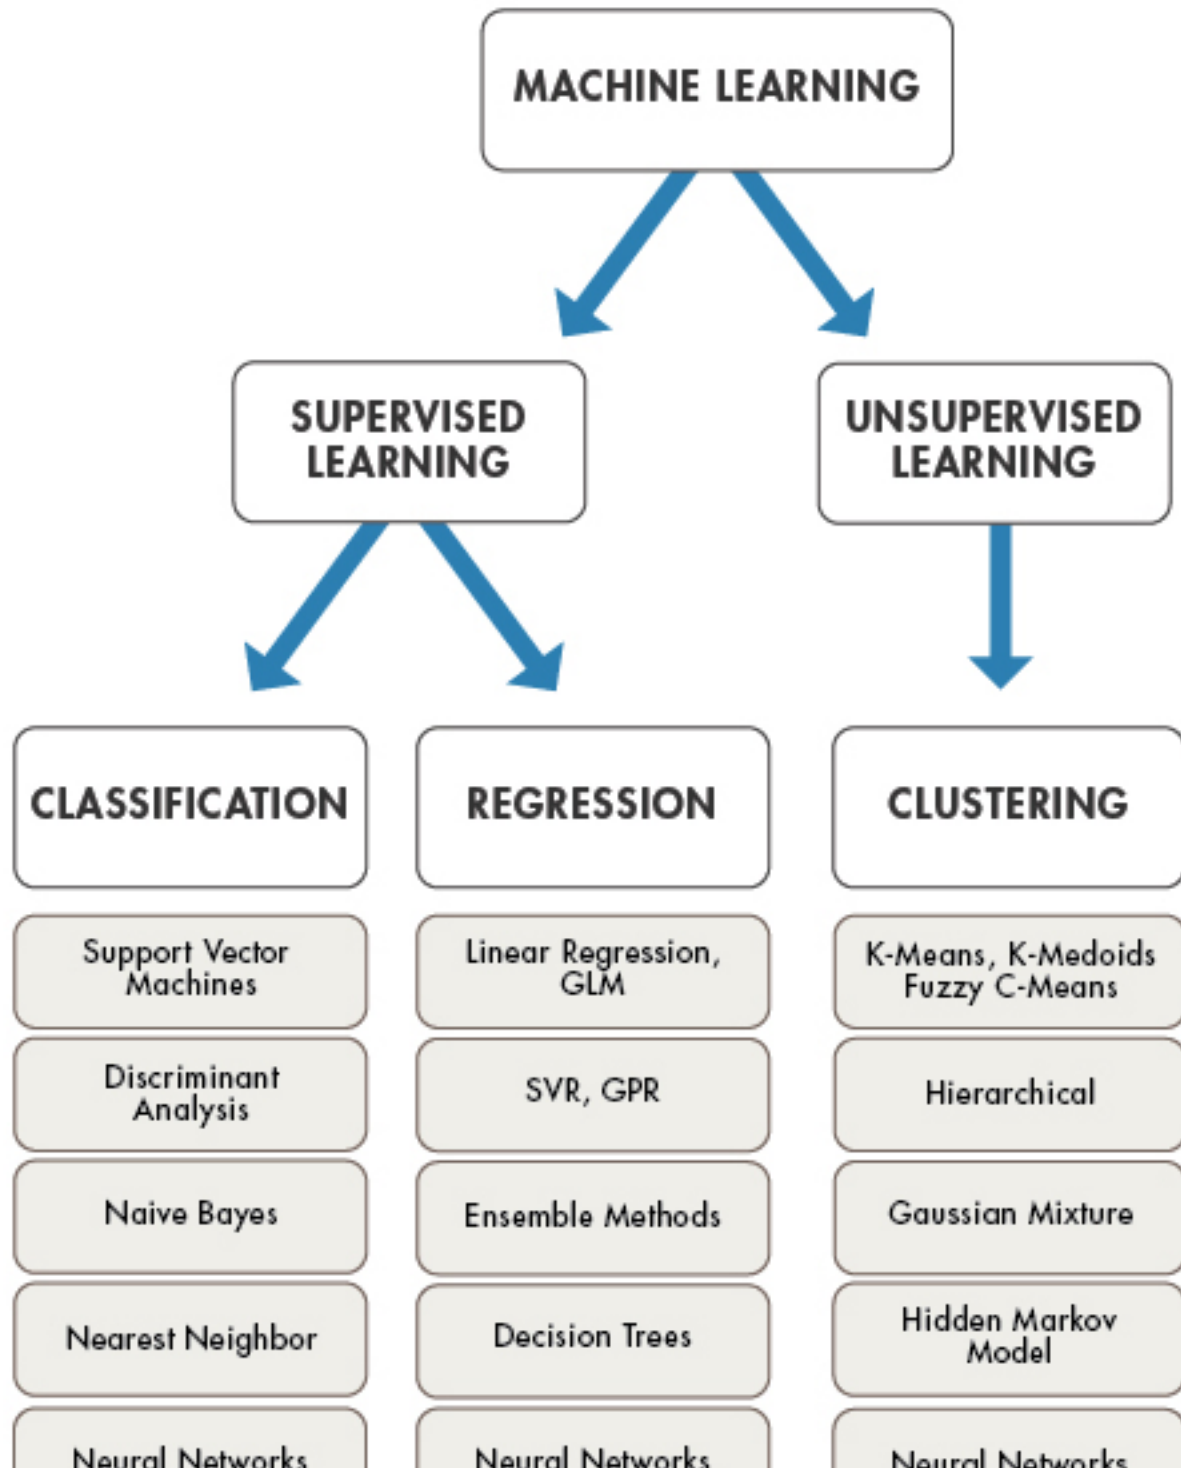 MACHINE LEARNING
SUPERVISED
LEARNING
UNSUPERVISED
LEARNING
CLASSIFICATION
REGRESSION
CLUSTERING
Support Vector
Machines
Linear Regression,
GLM
K-Means, K-Medoids
Fuzzy C-Means
Discriminant
Analysis
SVR, GPR
Hierarchical
Naive Bayes
Ensemble Methods
Gaussian Mixture
Nearest Neighbor
Decision Trees
Hidden Markov
Model
Neural Networks
Neural Networks
Neural Networks